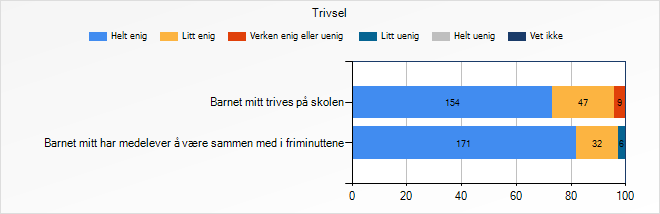 Trivsel
Helt enig Litt enig Verken enig eller uenig Litt uenig Helt uenig Vet ikke
Barnet mitt trives på skolen 154 47 9
Barnet mitt har medelever å være sammen med i friminuttene 171 32 6
0 20 40 60 80 100